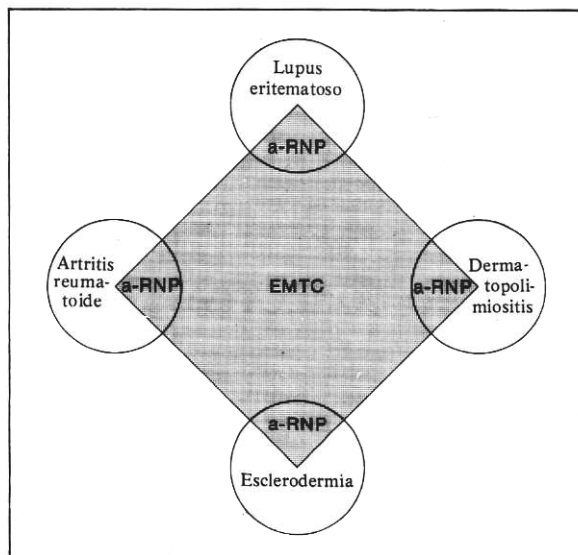 Lupus
eritematoso
a-RNP
Artritis
reuma-
toide
a-RNP
EMTC
a-RNP
Derma-
topoli-
miositis
a-RNP
Esclerodermia